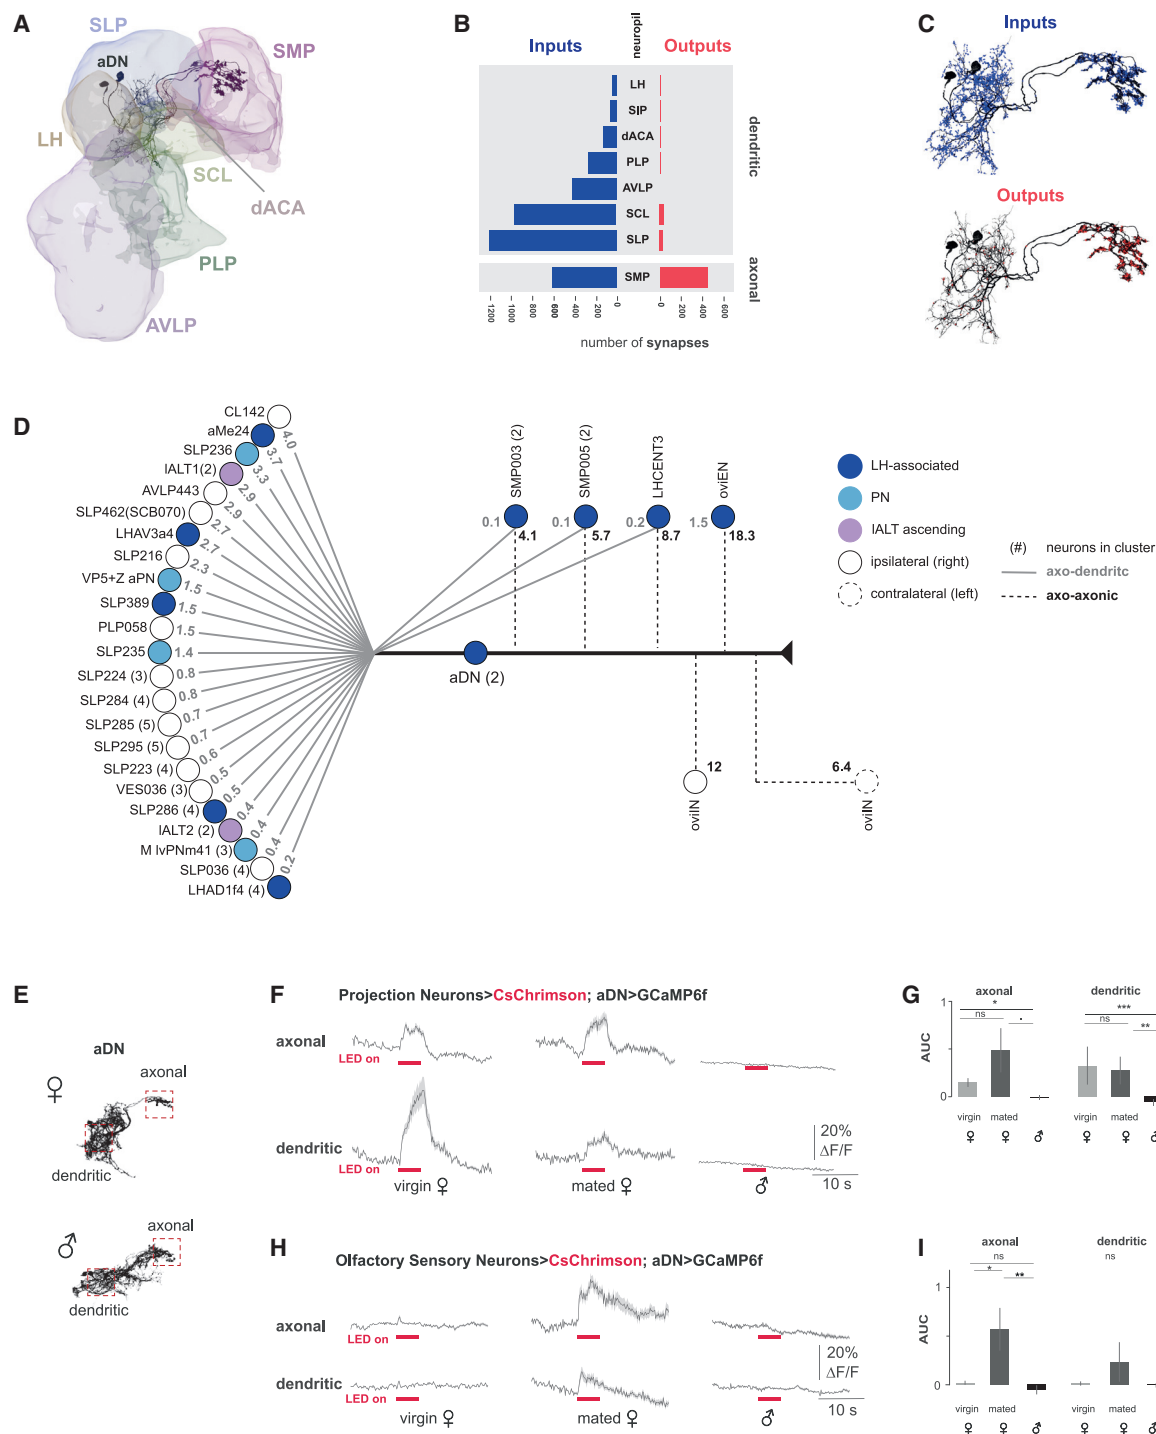 A
SLP
aDN
SMP
LH
SCL
dACA
PLP
AVLP
B
Inputs
neuropil
Outputs
LH
SIP
dACA
PLP
AVLP
SCL
SLP
SMP
dendritic
axonal
1200
1000
800
600
400
200
0
0
200
400
600
number of synapses
C
Inputs
Outputs
D
CL142
aMe24
SLP236
lALT1(2)
AVLP443
SLP462(SCB070)
LHAV3a4
SLP216
VP5+Z aPN
SLP389
PLP058
SLP235
SLP224 (3)
SLP284 (4)
SLP285 (5)
SLP295 (5)
SLP223 (4)
VES036 (3)
SLP286 (4)
lALT2 (2)
M lvPNm41 (3)
SLP036 (4)
LHAD1f4 (4)
4.0
3.7
3.3
2.9
2.9
2.7
2.7
2.3
1.5
1.5
1.5
1.4
0.8
0.8
0.7
0.7
0.6
0.5
0.5
0.4
0.4
0.4
0.2
SMP003 (2)
SMP005 (2)
LHCENT3
oviEN
0.1
4.1
0.1
5.7
0.2
8.7
1.5
18.3
aDN (2)
12
oviIN
6.4
oviIN
LH-associated
PN
lALT ascending
ipsilateral (right)
contralateral (left)
(#) neurons in cluster
axo-dendritc
axo-axonic
E
aDN
♀
axonal
dendritic
♂
axonal
dendritic
F
Projection Neurons>CsChrimson; aDN>GCaMP6f
axonal
LED on
dendritic
LED on
virgin ♀
mated ♀
♂
20%
ΔF/F
10 s
G
axonal
dendritic
*
ns
.
***
ns
**
AUC
1
0
virgin
mated
♀
♀
♂
virgin
mated
♀
♀
♂
H
Olfactory Sensory Neurons>CsChrimson; aDN>GCaMP6f
axonal
LED on
dendritic
LED on
virgin ♀
mated ♀
♂
20%
ΔF/F
10 s
I
axonal
dendritic
ns
*
**
ns
AUC
1
0
virgin
mated
♀
♀
♂
virgin
mated
♀
♀
♂